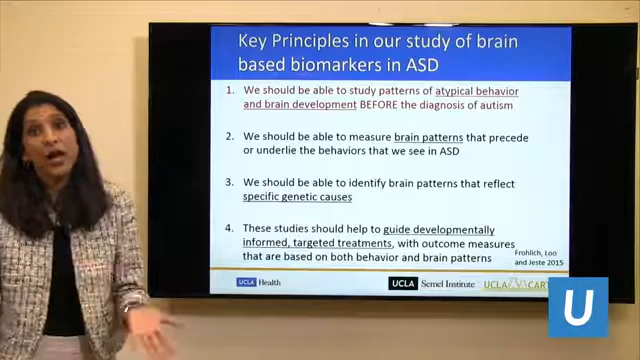 Key Principles in our study of brain
based biomarkers in ASD
1. We should be able to study patterns of atypical behavior
and brain development BEFORE the diagnosis of autism
2. We should be able to measure brain patterns that precede
or underlie the behaviors that we see in ASD
3. We should be able to identify brain patterns that reflect
specific genetic causes
4. These studies should help to guide developmentally
informed, targeted treatments, with outcome measures
that are based on both behavior and brain patterns
Frohlich, Loo
and Jeste 2015
UCLA Health
UCLA Semel Institute
UCLA CART
U